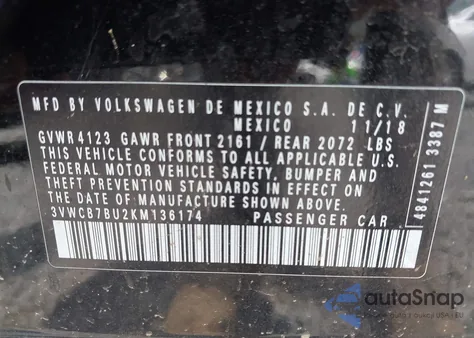 MFD BY VOLKSWAGEN DE MEXICO S.A. DE C.V.
MEXICO 11/18
GVWR 4123 GAWR FRONT 2161 / REAR 2072 LBS
THIS VEHICLE CONFORMS TO ALL APPLICABLE U.S.
FEDERAL MOTOR VEHICLE SAFETY, BUMPER AND
THEFT PREVENTION STANDARDS IN EFFECT ON
THE DATE OF MANUFACTURE SHOWN ABOVE.
3VWCB7BU2KM136174 PASSENGER CAR
4841261 3387 M
autoSnap